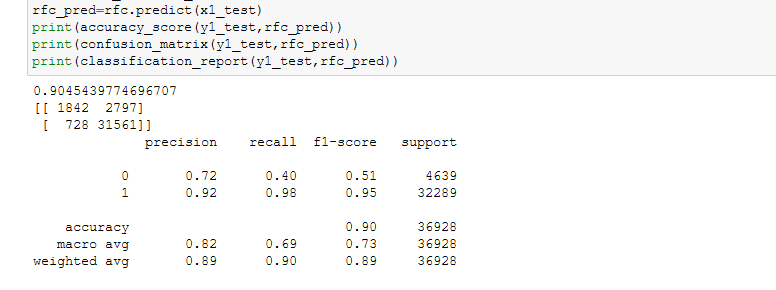 rfc_pred=rfc.predict(x1_test)
print(accuracy_score(y1_test,rfc_pred))
print(confusion_matrix(y1_test,rfc_pred))
print(classification_report(y1_test,rfc_pred))
0.9045439774696707
[[ 1842  2797]
 [  728 31561]]
              precision    recall  f1-score   support
           0       0.72      0.40      0.51      4639
           1       0.92      0.98      0.95     32289
    accuracy                           0.90     36928
   macro avg       0.82      0.69      0.73     36928
weighted avg       0.89      0.90      0.89     36928